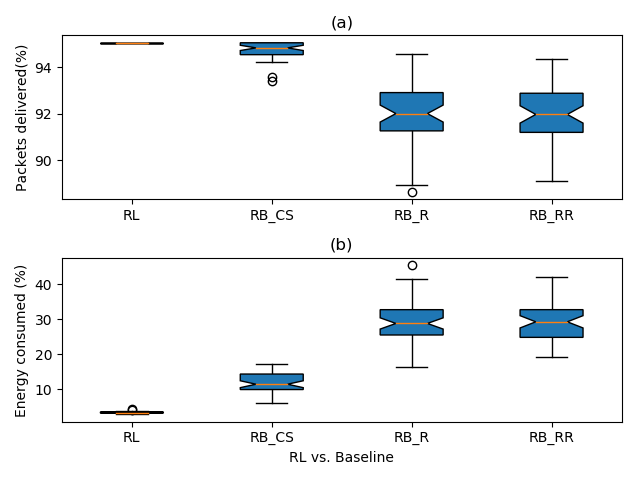 (a)
Packets delivered(%)
94
92
90
RL RB_CS RB_R RB_RR
(b)
Energy consumed (%)
40
30
20
10
RL RB_CS RB_R RB_RR
RL vs. Baseline